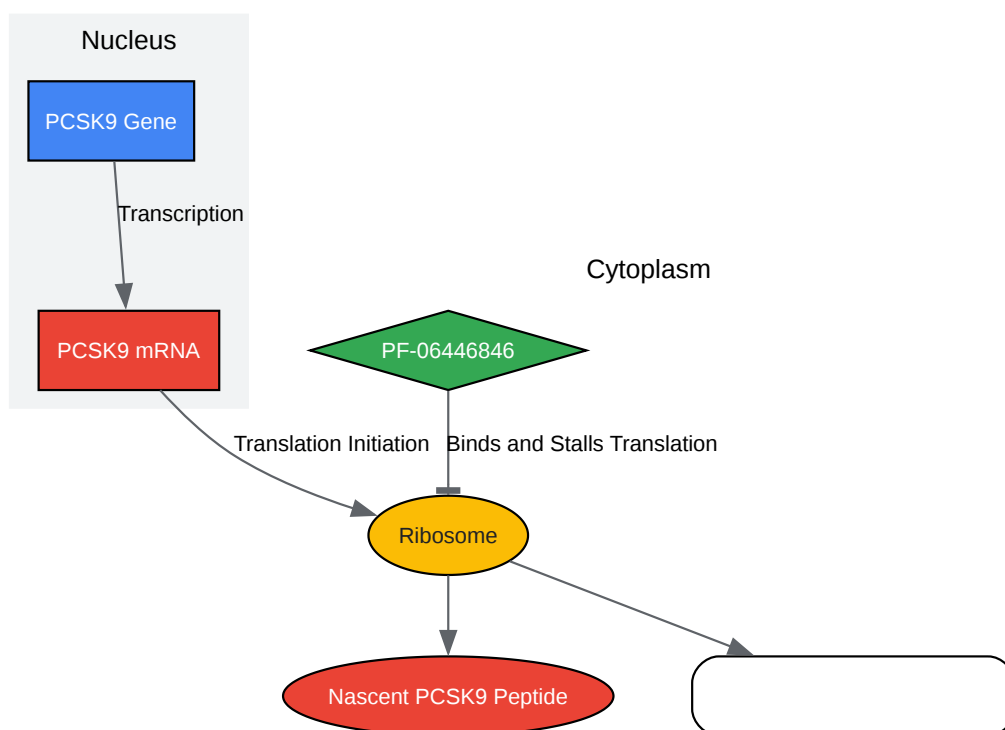 Nucleus
PCSK9 Gene
Transcription
Cytoplasm
PCSK9 mRNA
PF-06446846
Translation Initiation
Binds and Stalls Translation
Ribosome
Nascent PCSK9 Peptide